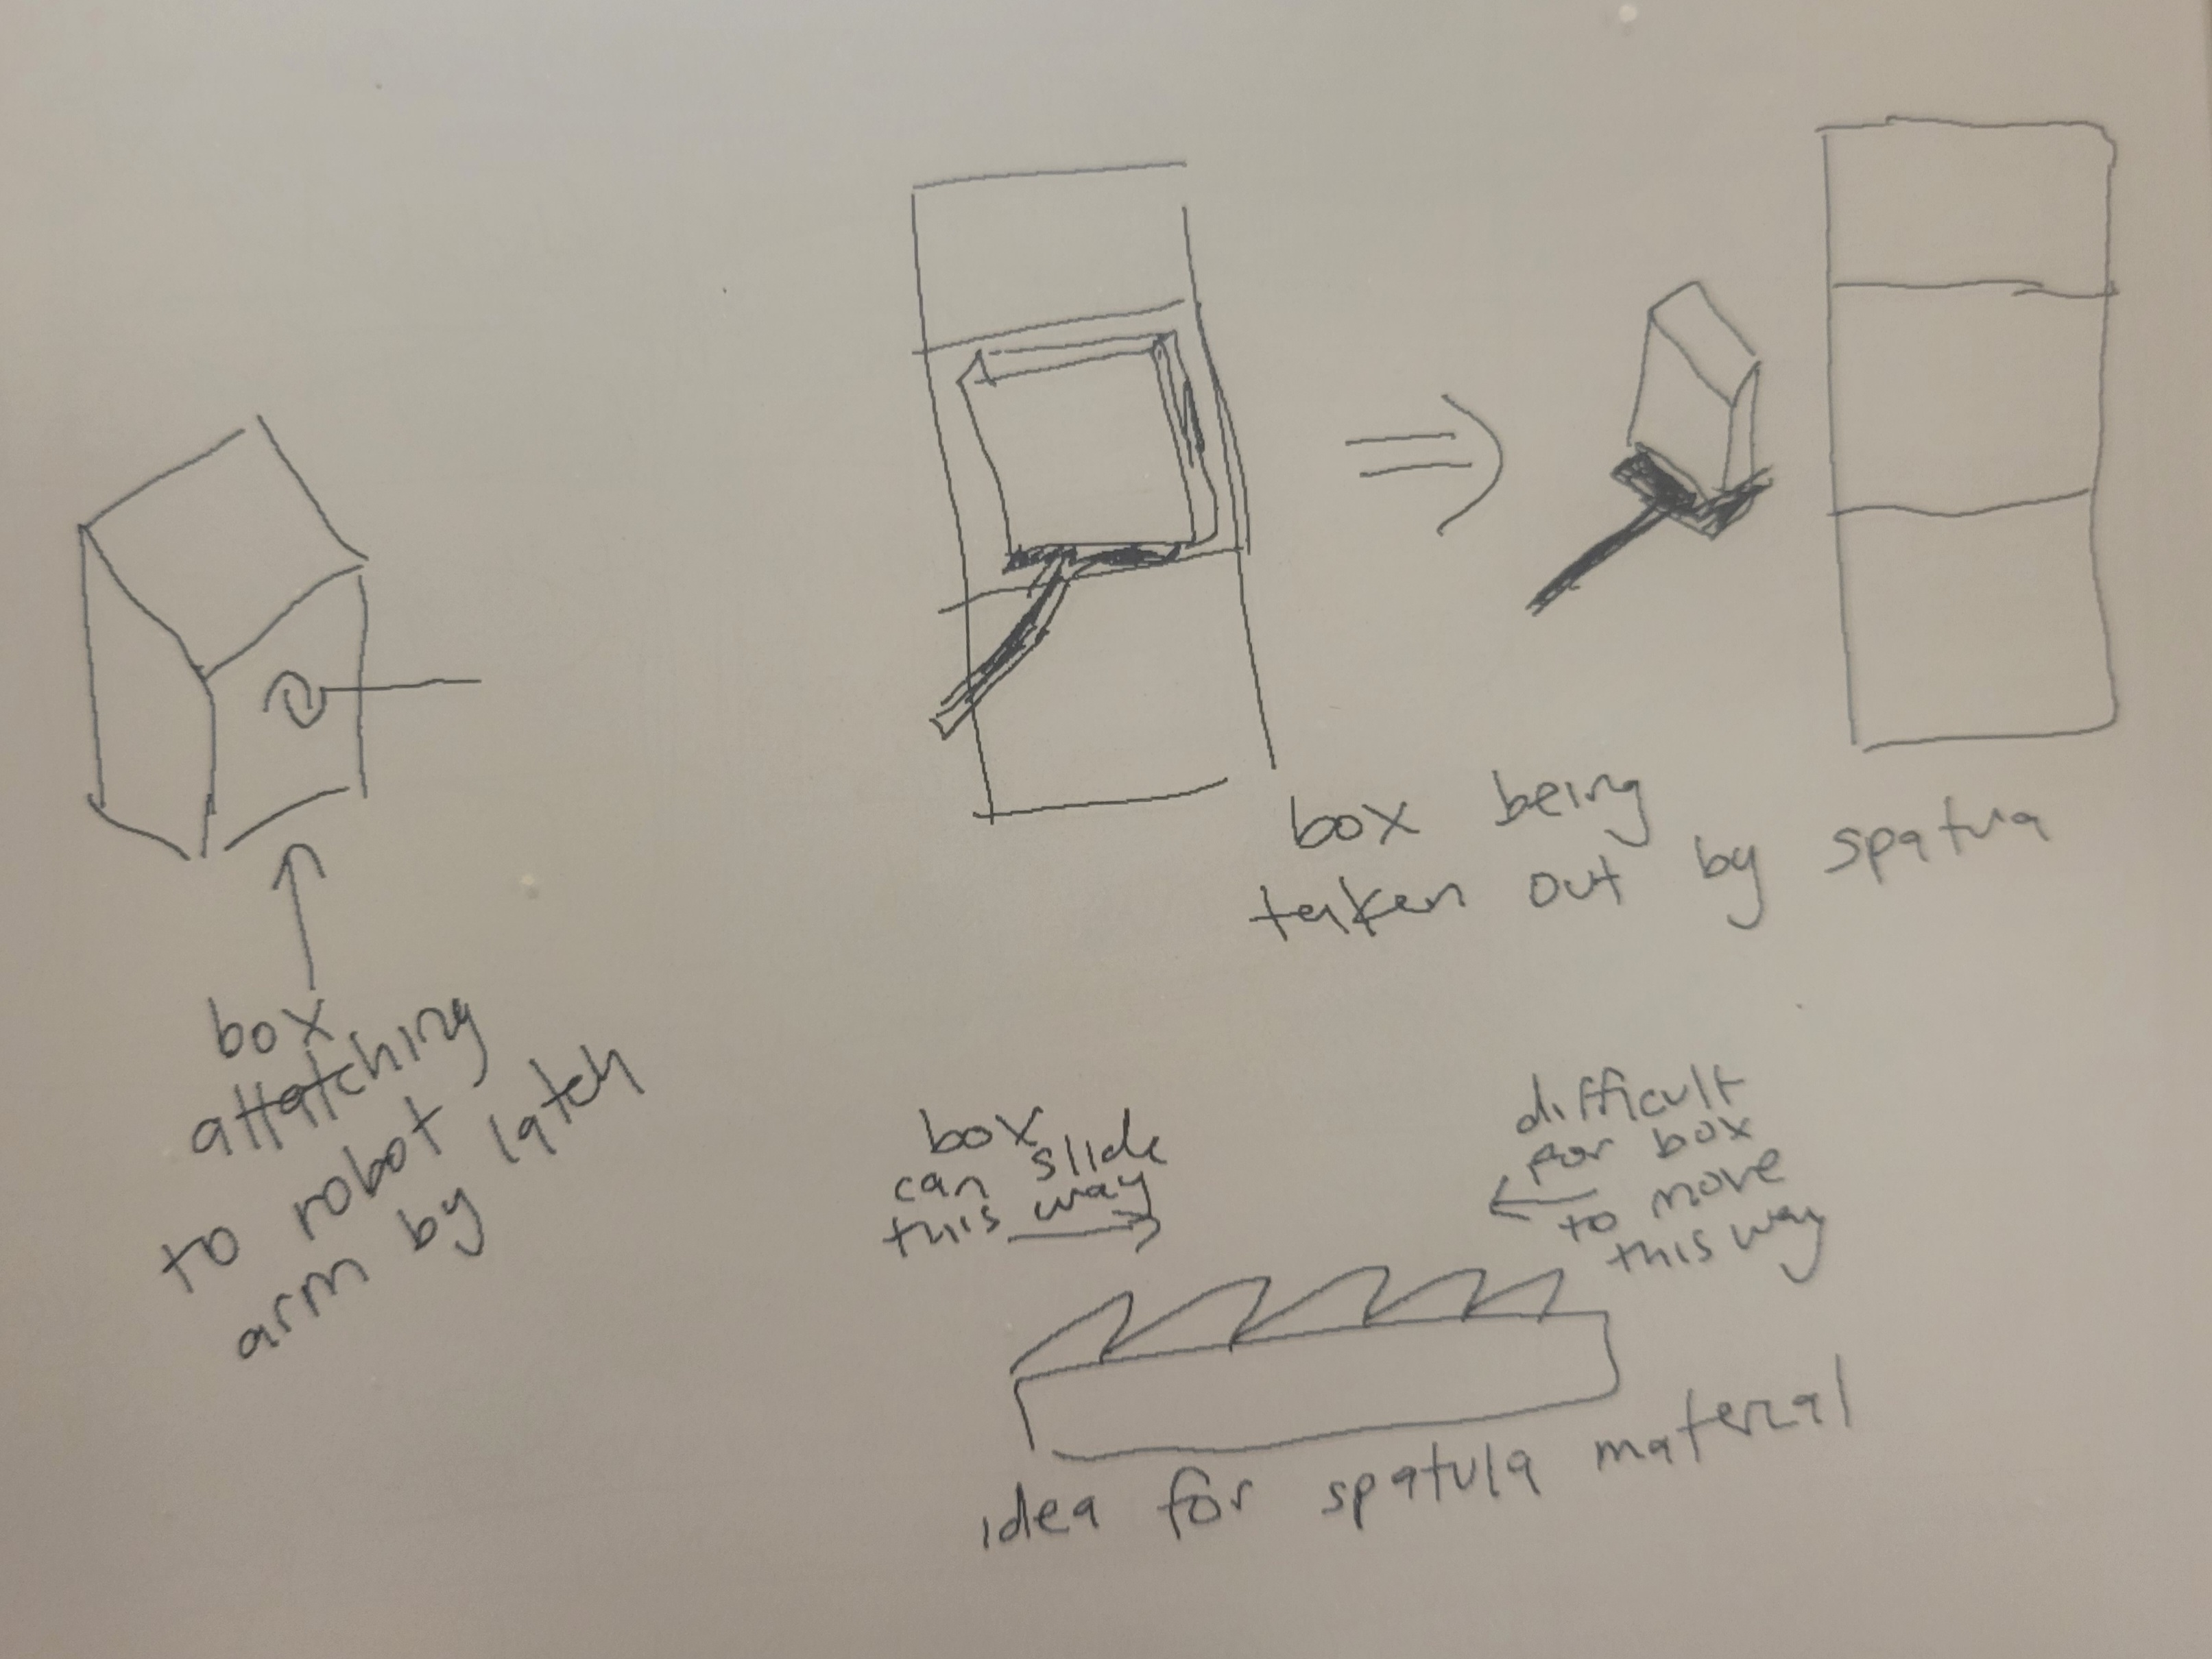 box
attatching
to robot
arm by latch
box being
taken out by spatua
box
can slide
this way
difficult
for box
to move
this way
idea for spatula material